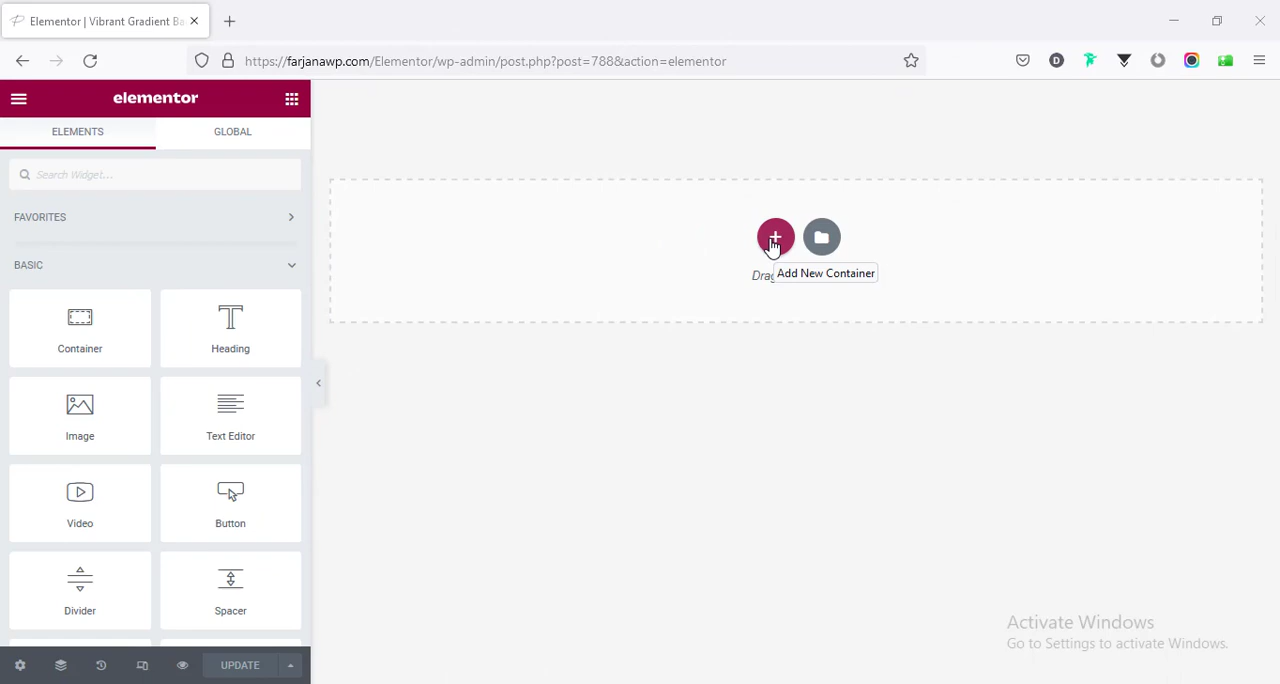 Elementor | Vibrant Gradient Ba
https://farjanawp.com/Elementor/wp-admin/post.php?post=788&action=elementor
D
elementor
ELEMENTS
GLOBAL
Search Widget...
FAVORITES
BASIC
Add New Container
Drag
Container
Heading
Image
Text Editor
Video
Button
Divider
Spacer
UPDATE
Activate Windows
Go to Settings to activate Windows.